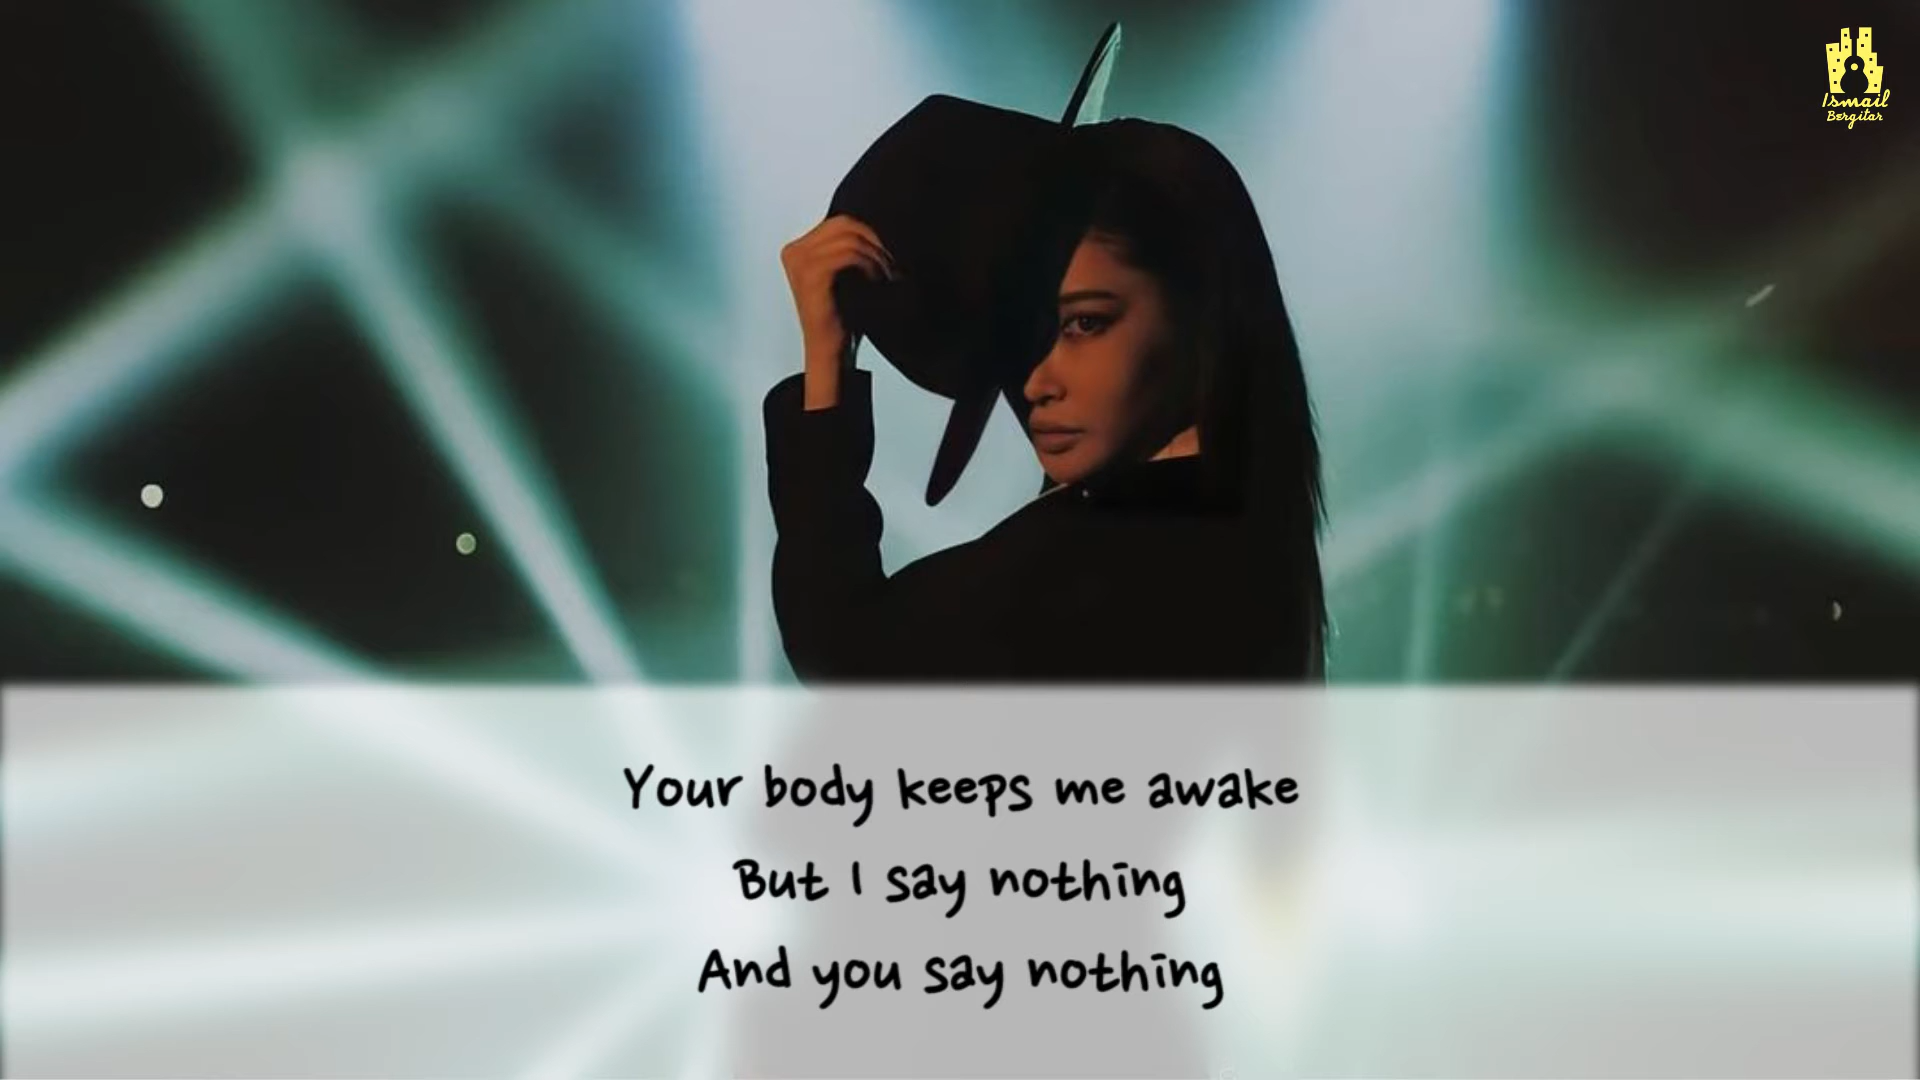 Ismail
Bergitar
Your body keeps me awake
But I say nothing
And you say nothing